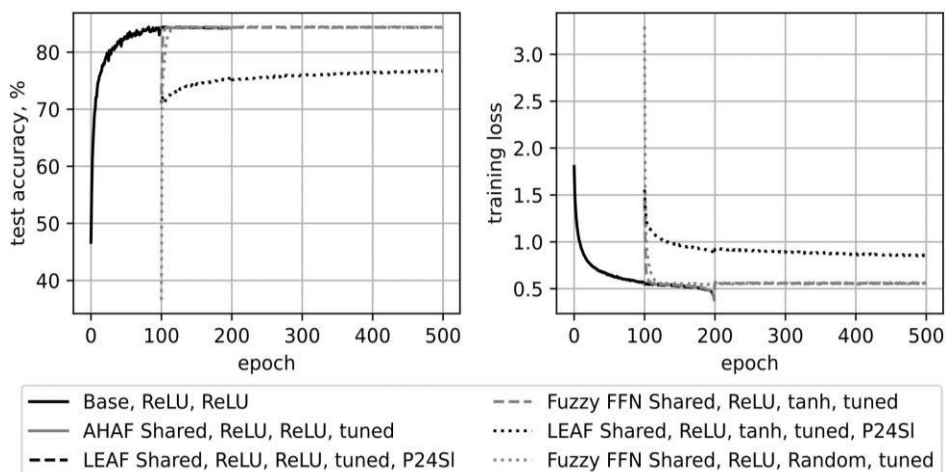 80
70
60
50
40
test accuracy, %
0 100 200 300 400 500
epoch
3.0
2.5
2.0
1.5
1.0
0.5
training loss
0 100 200 300 400 500
epoch
Base, ReLU, ReLU
AHAF Shared, ReLU, ReLU, tuned
LEAF Shared, ReLU, ReLU, tuned, P24Sl
Fuzzy FFN Shared, ReLU, tanh, tuned
LEAF Shared, ReLU, tanh, tuned, P24Sl
Fuzzy FFN Shared, ReLU, Random, tuned